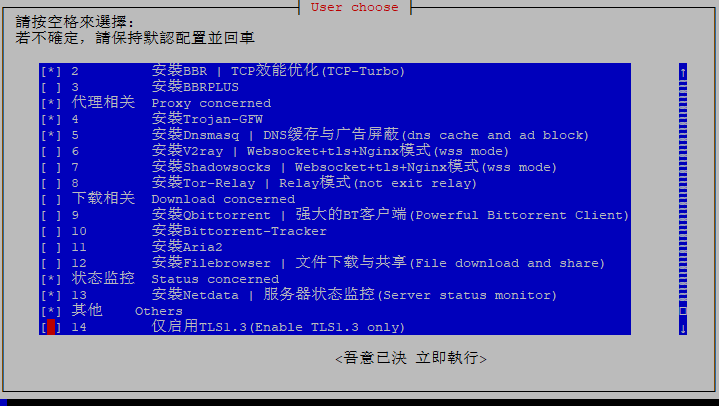 User choose
請按空格來選擇:
若不確定，請保持默認配置並回車
[*] 2 安裝BBR | TCP效能优化(TCP-Turbo)
[ ] 3 安裝BBRPLUS
[*] 代理相关 Proxy concerned
[*] 4 安裝Trojan-GFW
[*] 5 安裝Dnsmasq | DNS缓存与广告屏蔽(dns cache and ad block)
[ ] 6 安裝V2ray | Websocket+tls+Nginx模式(wss mode)
[ ] 7 安裝Shadowsocks | Websocket+tls+Nginx模式(wss mode)
[ ] 8 安裝Tor-Relay | Relay模式(not exit relay)
[ ] 下载相关 Download concerned
[ ] 9 安裝Qbittorrent | 强大的BT客户端(Powerful Bittorrent Client)
[ ] 10 安裝Bittorrent-Tracker
[ ] 11 安裝Aria2
[ ] 12 安裝Filebrowser | 文件下载与共享(File download and share)
[*] 状态监控 Status concerned
[*] 13 安裝Netdata | 服务器状态监控(Server status monitor)
[*] 其他 Others
[ ] 14 仅启用TLS1.3(Enable TLS1.3 only)
<吾意已決 立即執行>